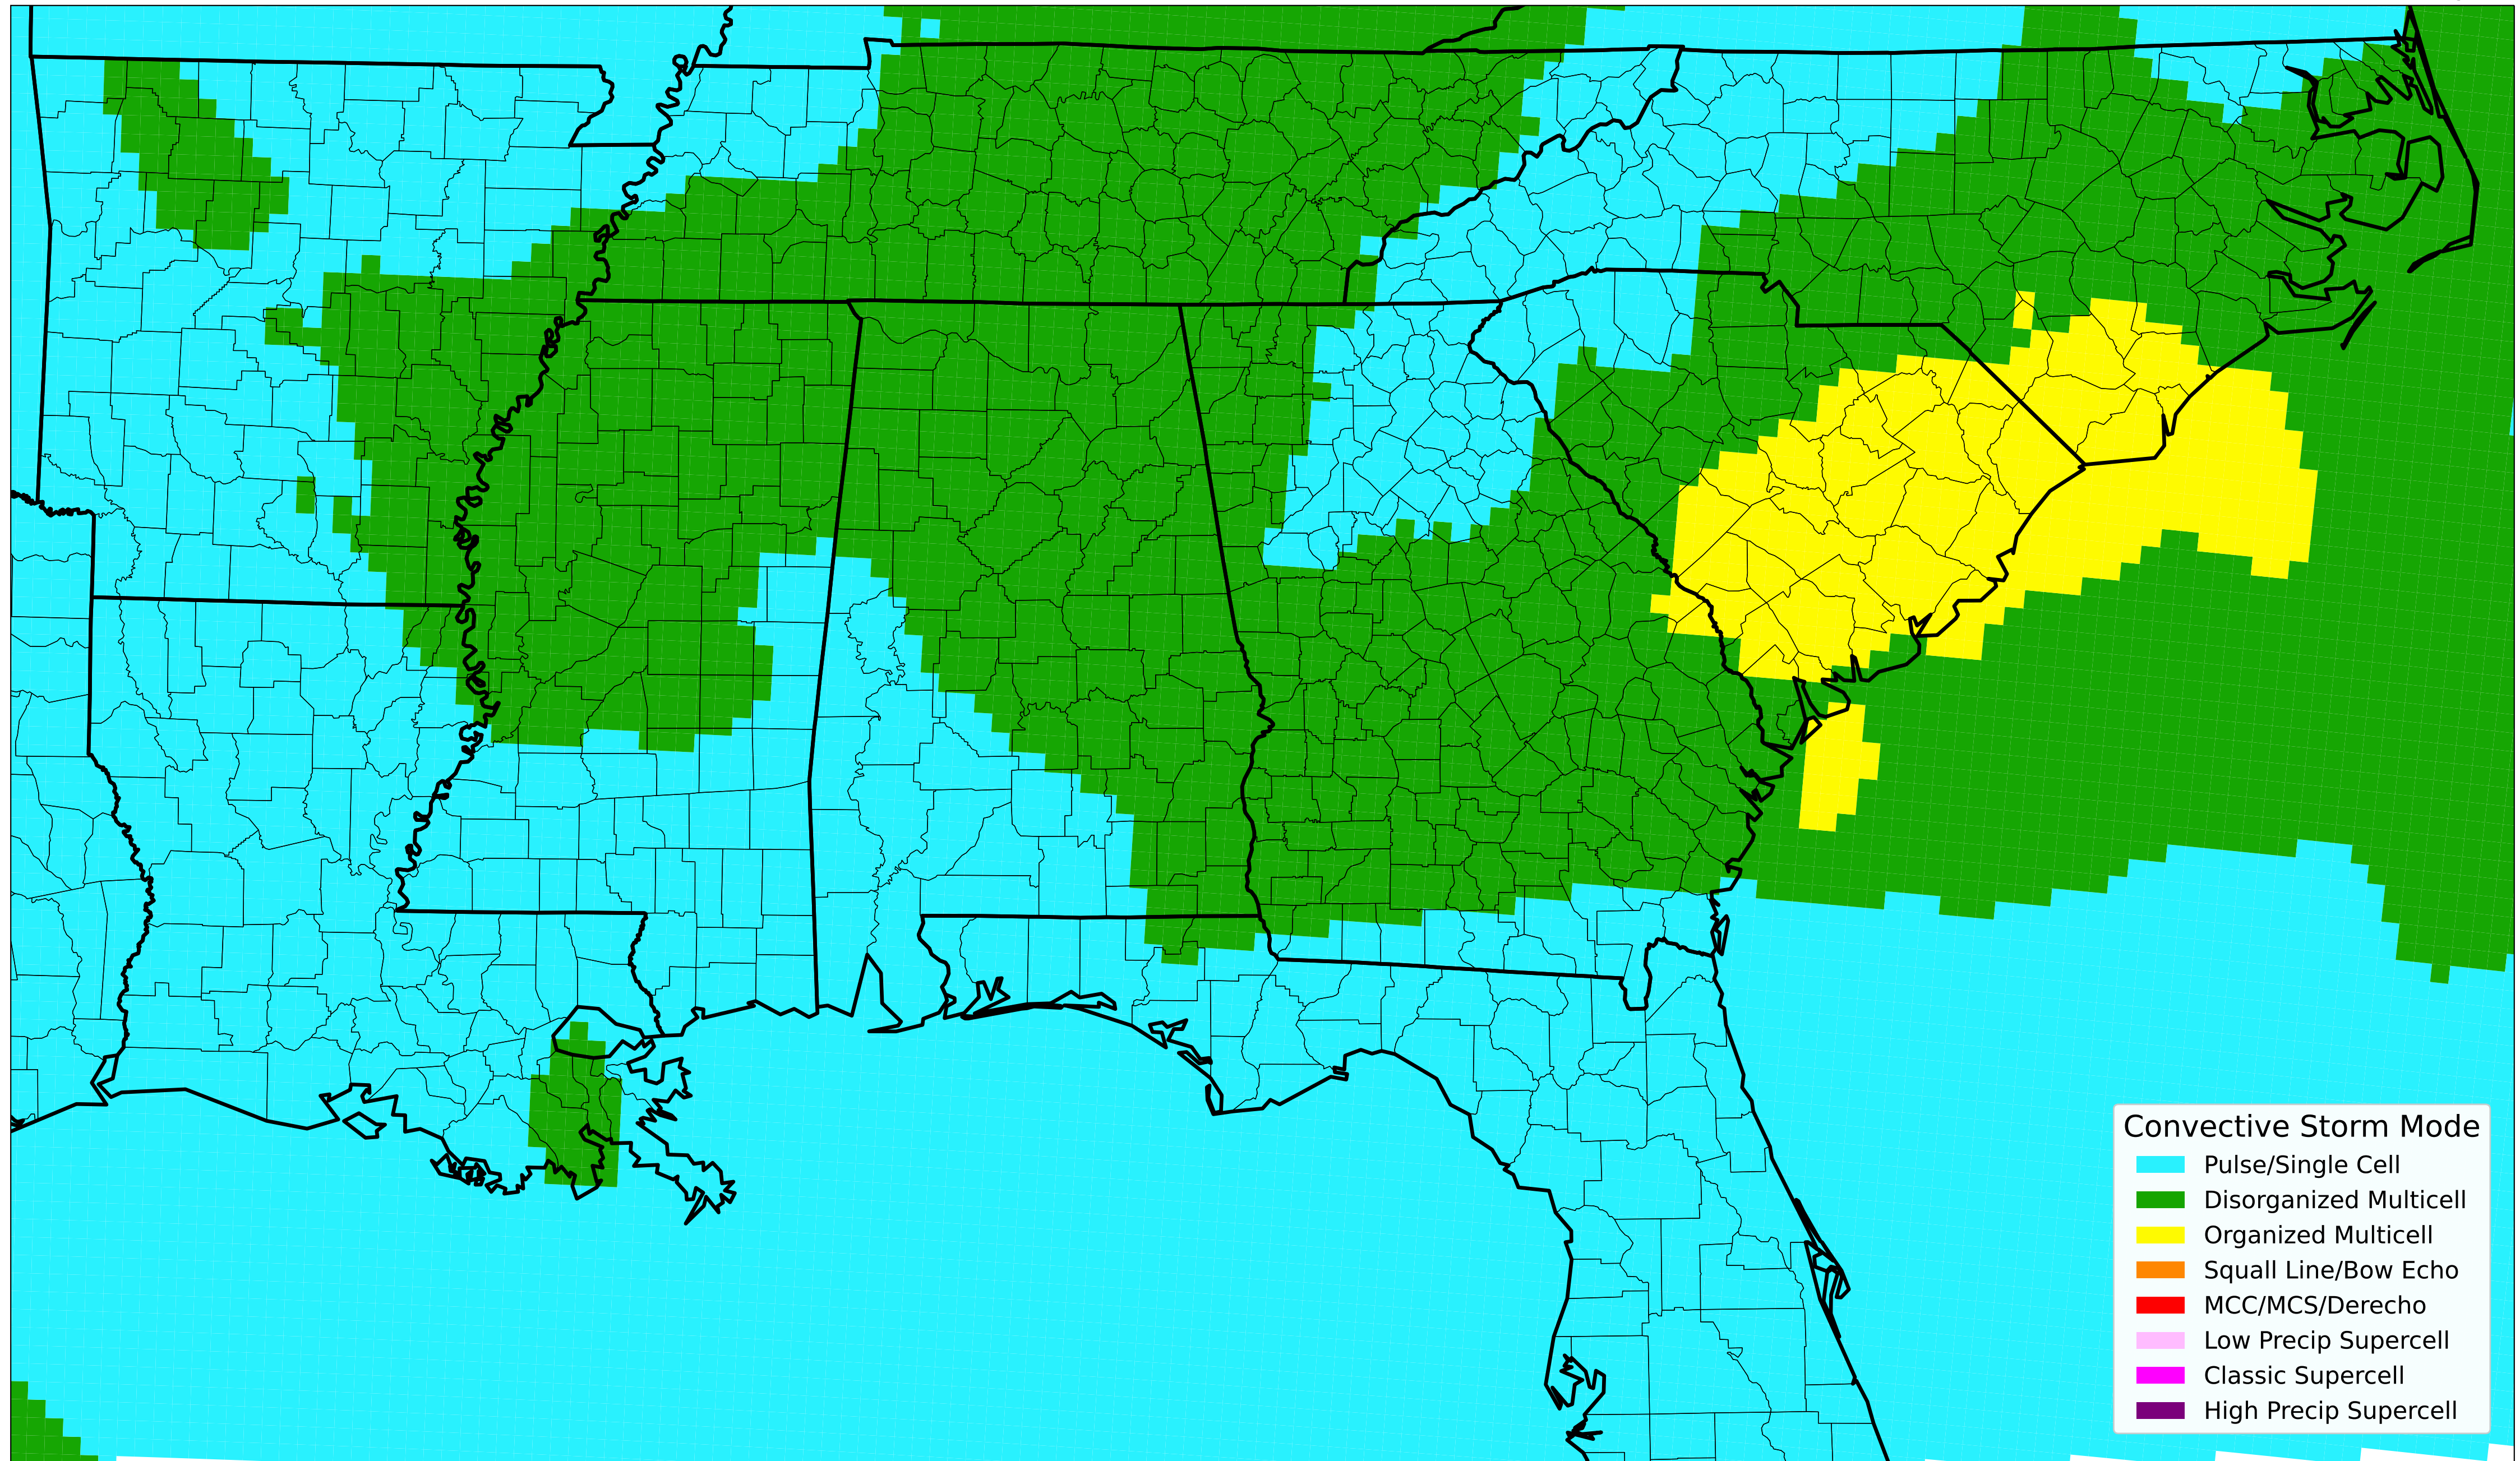 Convective Storm Mode
Pulse/Single Cell
Disorganized Multicell
Organized Multicell
Squall Line/Bow Echo
MCC/MCS/Derecho
Low Precip Supercell
Classic Supercell
High Precip Supercell